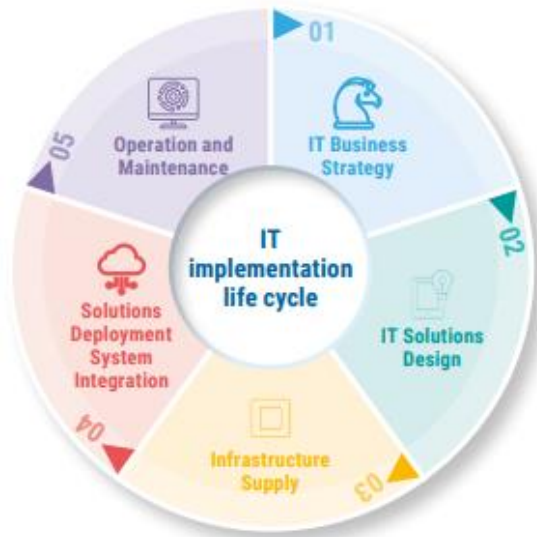 IT
implementation
life cycle
01
IT Business
Strategy
02
IT Solutions
Design
03
Infrastructure
Supply
04
Solutions
Deployment
System
Integration
05
Operation and
Maintenance